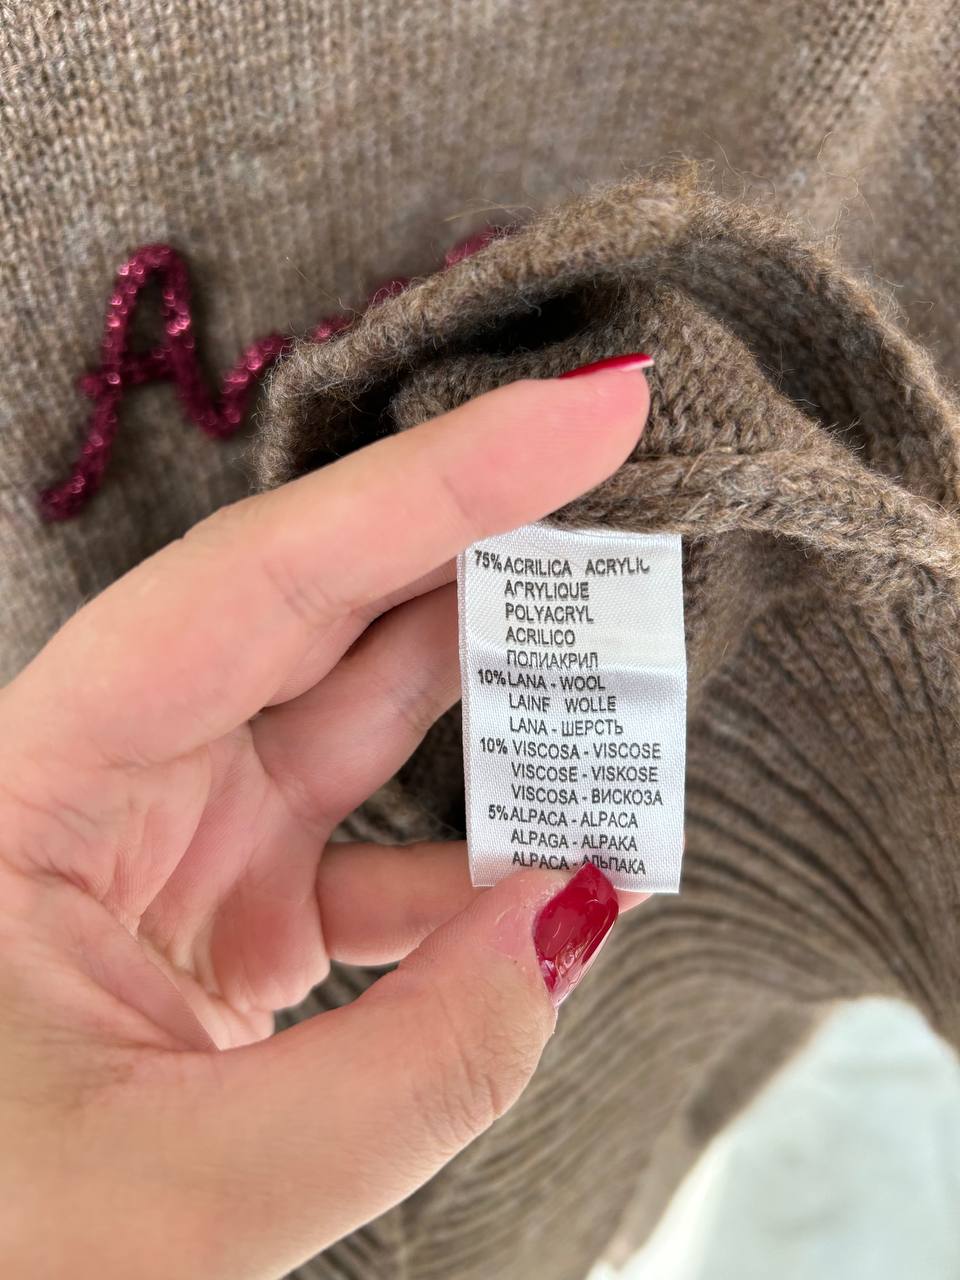 75% ACRILICA ACRYLIC
ACRYLIQUE
POLYACRYL
ACRILICO
ПОЛИАКРИЛ
10% LANA - WOOL
LAINE WOLLE
LANA - ШЕРСТЬ
10% VISCOSA - VISCOSE
VISCOSE - VISKOSE
VISCOSA - ВИСКОЗА
5% ALPACA - ALPACA
ALPAGA - ALPAKA
ALPACA - АЛЬПАКА